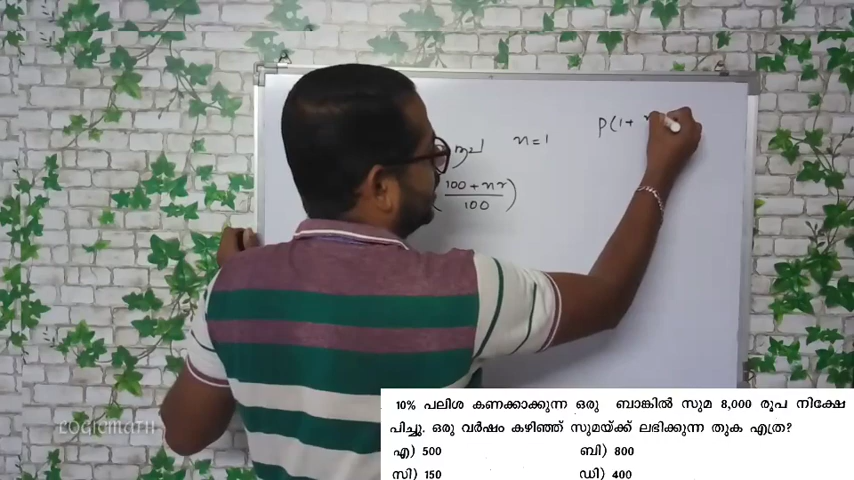 രൂപ n=1 P(1+
100 + nr
100
10% പലിശ കണക്കാക്കുന്ന ഒരു ബാങ്കിൽ സുമ 8,000 രൂപ നിക്ഷേ
പിച്ചു. ഒരു വർഷം കഴിഞ്ഞ് സുമയ്ക്ക് ലഭിക്കുന്ന തുക എത്ര?
എ) 500 ബി) 800
സി) 150 ഡി) 400
LOGICMATH